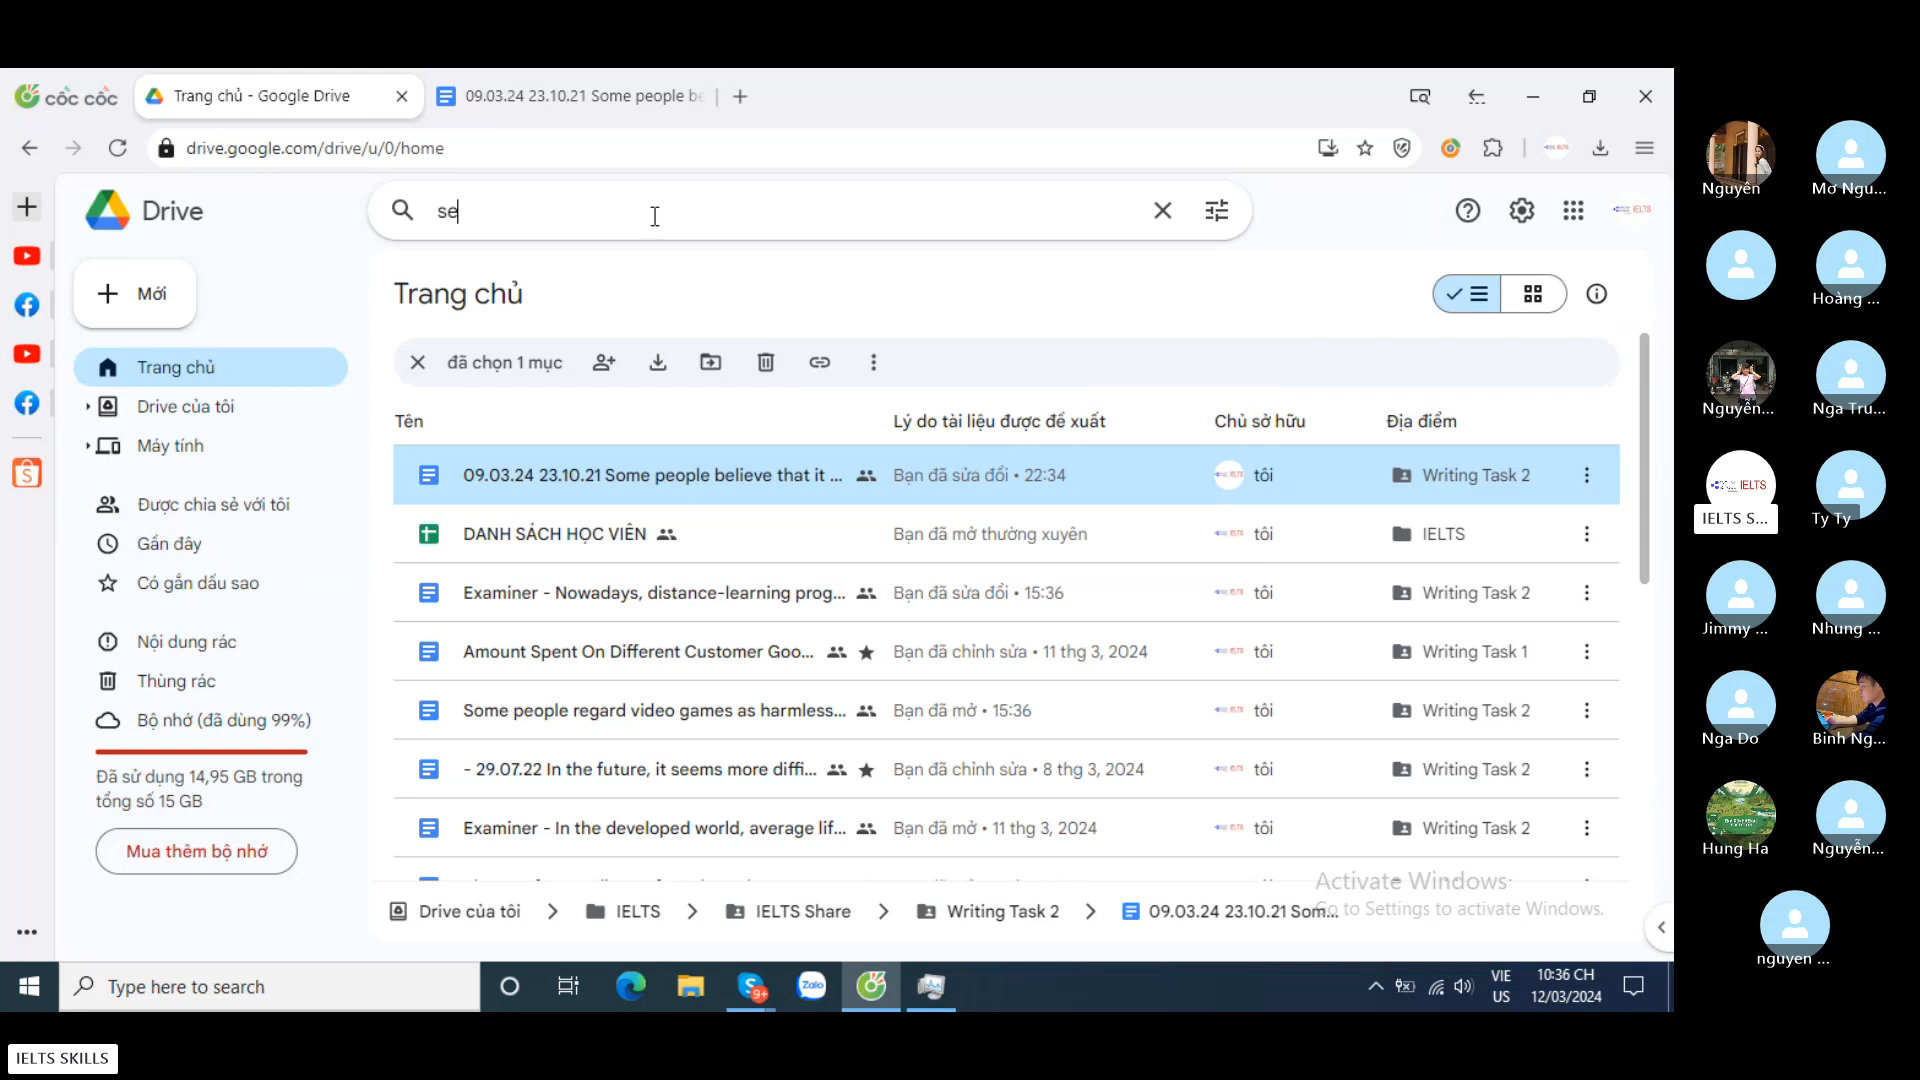 cốc cốc
Trang chủ - Google Drive
09.03.24 23.10.21 Some people be
drive.google.com/drive/u/0/home
Drive
se
Mới
Trang chủ
Drive của tôi
Máy tính
Được chia sẻ với tôi
Gần đây
Có gắn dấu sao
Nội dung rác
Thùng rác
Bộ nhớ (đã dùng 99%)
Đã sử dụng 14,95 GB trong
tổng số 15 GB
Mua thêm bộ nhớ
Trang chủ
đã chọn 1 mục
Tên Lý do tài liệu được đề xuất Chủ sở hữu Địa điểm
09.03.24 23.10.21 Some people believe that it ... Bạn đã sửa đổi • 22:34 tôi Writing Task 2
DANH SÁCH HỌC VIÊN Bạn đã mở thường xuyên tôi IELTS
Examiner - Nowadays, distance-learning prog... Bạn đã sửa đổi • 15:36 tôi Writing Task 2
Amount Spent On Different Customer Goo... Bạn đã chỉnh sửa • 11 thg 3, 2024 tôi Writing Task 1
Some people regard video games as harmless... Bạn đã mở • 15:36 tôi Writing Task 2
- 29.07.22 In the future, it seems more diffi... Bạn đã chỉnh sửa • 8 thg 3, 2024 tôi Writing Task 2
Examiner - In the developed world, average lif... Bạn đã mở • 11 thg 3, 2024 tôi Writing Task 2
Drive của tôi IELTS IELTS Share Writing Task 2 09.03.24 23.10.21 Som...
Activate Windows
Go to Settings to activate Windows.
Type here to search
Zalo
9+
VIE
US
10:36 CH
12/03/2024
Nguyên
Mơ Ngu...
Hoàng ...
Nguyễn...
Nga Tru...
IELTS
IELTS S...
Ty Ty
Jimmy ...
Nhung ...
Nga Do
Binh Ng...
Hung Ha
Nguyễn...
nguyen ...
IELTS SKILLS